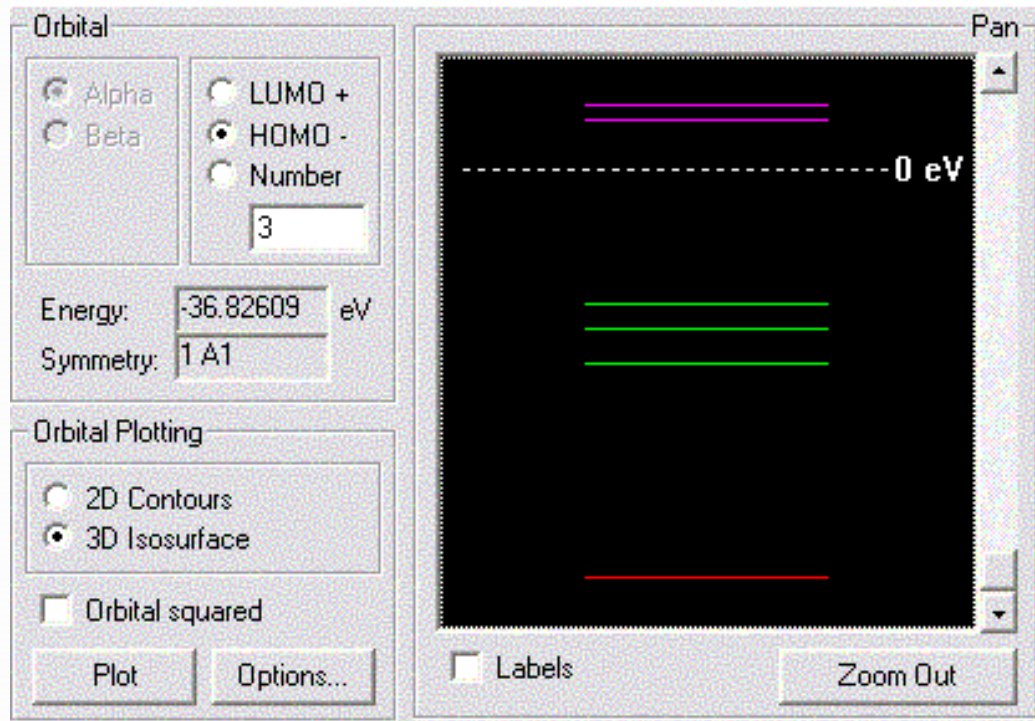 Orbital
Alpha
Beta
LUMO +
HOMO -
Number
3
Energy: -36.82609 eV
Symmetry: 1 A1
Orbital Plotting
2D Contours
3D Isosurface
Orbital squared
Plot Options...
Pan
0 eV
Labels
Zoom Out